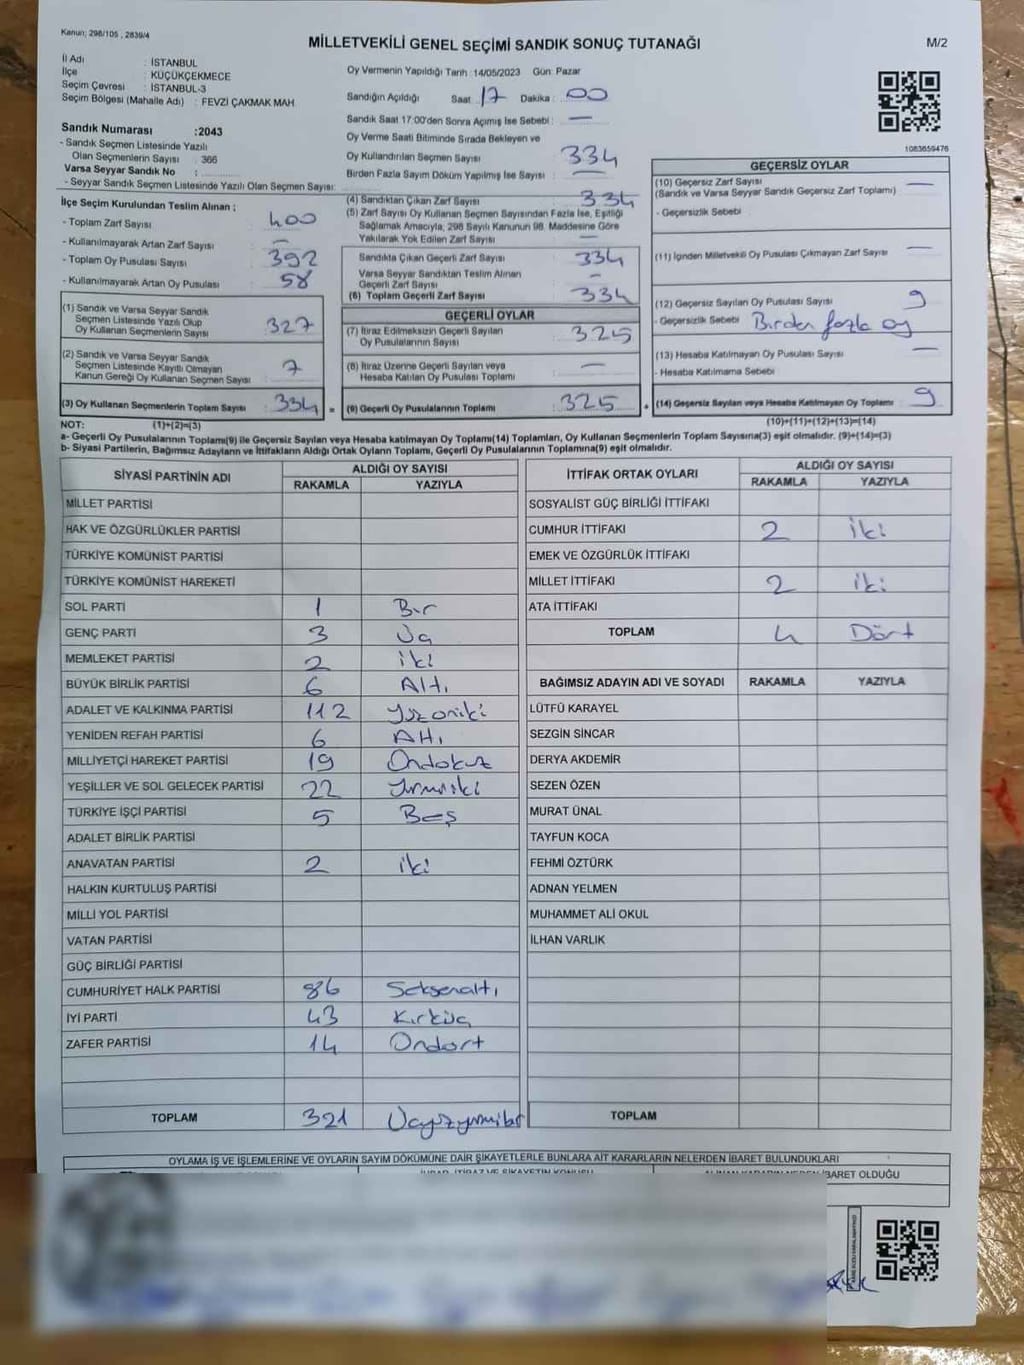 Kanun; 298/105 , 2839/4
MİLLETVEKİLİ GENEL SEÇİMİ SANDIK SONUÇ TUTANAĞI
M/2
İl Adı : İSTANBUL
İlçe : KÜÇÜKÇEKMECE
Seçim Çevresi : İSTANBUL-3
Seçim Bölgesi (Mahalle Adı) : FEVZİ ÇAKMAK MAH
Sandık Numarası :2043
- Sandık Seçmen Listesinde Yazılı
Olan Seçmenlerin Sayısı : 366
Varsa Seyyar Sandık No :
- Seyyar Sandık Seçmen Listesinde Yazılı Olan Seçmen Sayısı:
İlçe Seçim Kurulundan Teslim Alınan ;
- Toplam Zarf Sayısı 400
- Kullanılmayarak Artan Zarf Sayısı –
- Toplam Oy Pusulası Sayısı 392
- Kullanılmayarak Artan Oy Pusulası 58
(1) Sandık ve Varsa Seyyar Sandık
Seçmen Listesinde Yazılı Olup
Oy Kullanan Seçmenlerin Sayısı 327
(2) Sandık ve Varsa Seyyar Sandık
Seçmen Listesinde Kayıtlı Olmayan
Kanun Gereği Oy Kullanan Seçmen Sayısı 7
(3) Oy Kullanan Seçmenlerin Toplam Sayısı 334 =
Oy Vermenin Yapıldığı Tarih :14/05/2023 Gün: Pazar
Sandığın Açıldığı Saat :17 Dakika : 00
Sandık Saat 17:00'den Sonra Açımış İse Sebebi : –
Oy Verme Saati Bitiminde Sırada Bekleyen ve
Oy Kullandırılan Seçmen Sayısı 334
Birden Fazla Sayım Döküm Yapılmış İse Sayısı : –
(4) Sandıktan Çıkan Zarf Sayısı 334
(5) Zarf Sayısı Oy Kullanan Seçmen Sayısından Fazla İse, Eşitliği
Sağlamak Amacıyla, 298 Sayılı Kanunun 98. Maddesine Göre
Yakılarak Yok Edilen Zarf Sayısı –
Sandıkta Çıkan Geçerli Zarf Sayısı 334
Varsa Seyyar Sandıktan Teslim Alınan
Geçerli Zarf Sayısı –
(6) Toplam Geçerli Zarf Sayısı 334
GEÇERLİ OYLAR
(7) İtiraz Edilmeksizin Geçerli Sayılan
Oy Pusulalarının Sayısı 325
(8) İtiraz Üzerine Geçerli Sayılan veya
Hesaba Katılan Oy Pusulası Toplamı –
(9) Geçerli Oy Pusulalarının Toplamı 325 +
1083659476
GEÇERSİZ OYLAR
(10) Geçersiz Zarf Sayısı
(Sandık ve Varsa Seyyar Sandık Geçersiz Zarf Toplamı) –
- Geçersizlik Sebebi
(11) İçinden Milletvekili Oy Pusulası Çıkmayan Zarf Sayısı –
(12) Geçersiz Sayılan Oy Pusulası Sayısı 9
- Geçersizlik Sebebi Birden fazla oy
(13) Hesaba Katılmayan Oy Pusulası Sayısı –
- Hesaba Katılmama Sebebi
(14) Geçersiz Sayılan veya Hesaba Katılmayan Oy Toplamı 9
NOT: (1)+(2)=(3) (10)+(11)+(12)+(13)=(14)
a- Geçerli Oy Pusulasının Toplamı(9) ile Geçersiz Sayılan veya Hesaba katılmayan Oy Toplamı(14) Toplamları, Oy Kullanan Seçmenlerin Toplam Sayısına(3) eşit olmalıdır. (9)+(14)=(3)
b- Siyasi Partilerin, Bağımsız Adayların ve İttifakların Aldığı Ortak Oyların Toplamı, Geçerli Oy Pusulalarının Toplamına(9) eşit olmalıdır.
SİYASİ PARTİNİN ADI ALDIĞI OY SAYISI
RAKAMLA YAZIYLA
MİLLET PARTİSİ
HAK VE ÖZGÜRLÜKLER PARTİSİ
TÜRKİYE KOMÜNİST PARTİSİ
TÜRKİYE KOMÜNİST HAREKETİ
SOL PARTİ 1 Bir
GENÇ PARTİ 3 Üç
MEMLEKET PARTİSİ 2 iki
BÜYÜK BİRLİK PARTİSİ 6 Altı
ADALET VE KALKINMA PARTİSİ 112 Yüzoniki
YENİDEN REFAH PARTİSİ 6 Altı
MİLLİYETÇİ HAREKET PARTİSİ 19 Ondokuz
YEŞİLLER VE SOL GELECEK PARTİSİ 22 Yirmiiki
TÜRKİYE İŞÇİ PARTİSİ 5 Beş
ADALET BİRLİK PARTİSİ
ANAVATAN PARTİSİ 2 iki
HALKIN KURTULUŞ PARTİSİ
MİLLİ YOL PARTİSİ
VATAN PARTİSİ
GÜÇ BİRLİĞİ PARTİSİ
CUMHURİYET HALK PARTİSİ 86 Seksenaltı
İYİ PARTİ 43 Kırküç
ZAFER PARTİSİ 14 Ondört
TOPLAM 321 Üçyüzyirmibir
İTTİFAK ORTAK OYLARI ALDIĞI OY SAYISI
RAKAMLA YAZIYLA
SOSYALİST GÜÇ BİRLİĞİ İTTİFAKI
CUMHUR İTTİFAKI 2 iki
EMEK VE ÖZGÜRLÜK İTTİFAKI
MİLLET İTTİFAKI 2 iki
ATA İTTİFAKI
TOPLAM 4 Dört
BAĞIMSIZ ADAYIN ADI VE SOYADI RAKAMLA YAZIYLA
LÜTFÜ KARAYEL
SEZGİN SİNCAR
DERYA AKDEMİR
SEZEN ÖZEN
MURAT ÜNAL
TAYFUN KOCA
FEHMİ ÖZTÜRK
ADNAN YELMEN
MUHAMMET ALİ OKUL
İLHAN VARLIK
TOPLAM
OYLAMA İŞ VE İŞLEMLERİNE VE OYLARIN SAYIM DÖKÜMÜNE DAİR ŞİKAYETLERLE BUNLARA AİT KARARLARIN NELERDEN İBARET BULUNDUKLARI
İBARET OLDUĞU